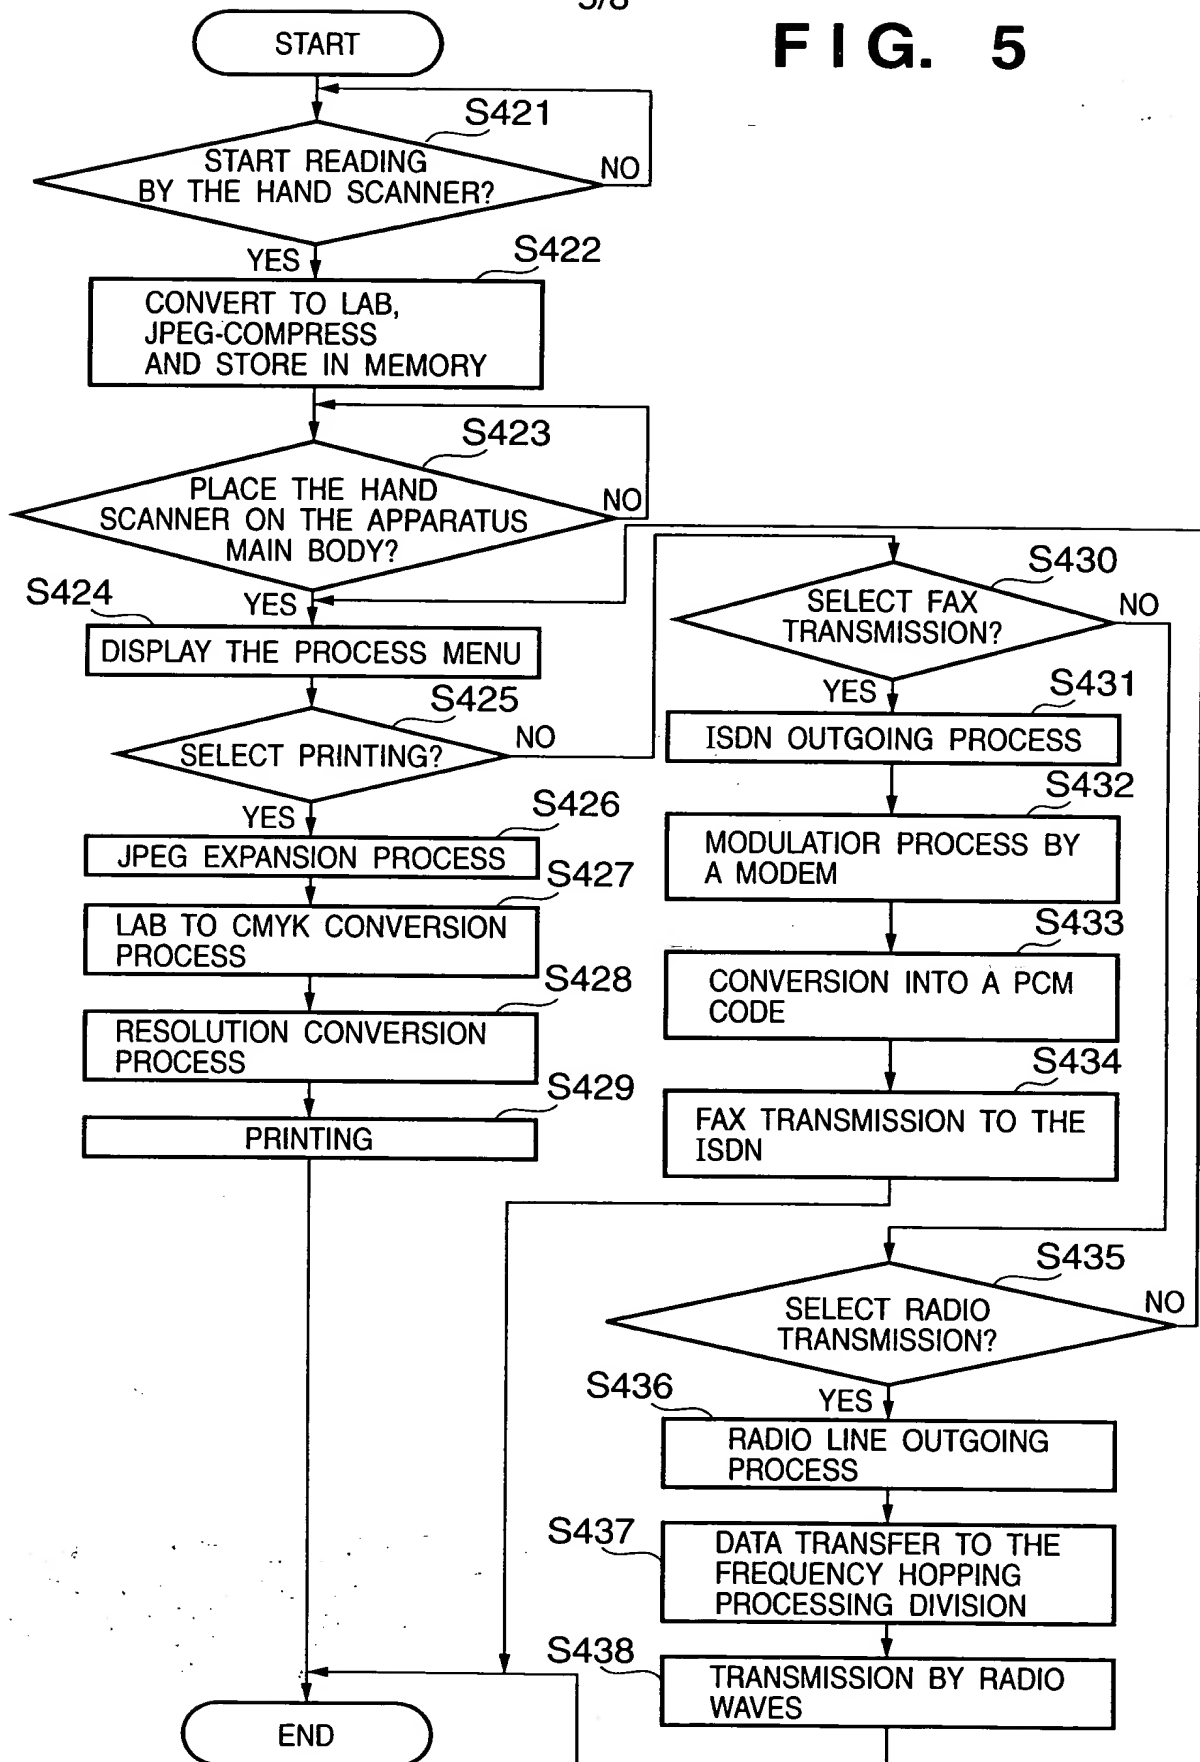 FIG. 5
START
S421
START READING
BY THE HAND SCANNER?
NO
YES
S422
CONVERT TO LAB,
JPEG-COMPRESS
AND STORE IN MEMORY
S423
PLACE THE HAND
SCANNER ON THE APPARATUS
MAIN BODY?
NO
YES
S424
DISPLAY THE PROCESS MENU
S425
SELECT PRINTING?
NO
YES
S426
JPEG EXPANSION PROCESS
S427
LAB TO CMYK CONVERSION
PROCESS
S428
RESOLUTION CONVERSION
PROCESS
S429
PRINTING
S430
SELECT FAX
TRANSMISSION?
NO
YES
S431
ISDN OUTGOING PROCESS
S432
MODULATIOR PROCESS BY
A MODEM
S433
CONVERSION INTO A PCM
CODE
S434
FAX TRANSMISSION TO THE
ISDN
S435
SELECT RADIO
TRANSMISSION?
NO
YES
S436
RADIO LINE OUTGOING
PROCESS
S437
DATA TRANSFER TO THE
FREQUENCY HOPPING
PROCESSING DIVISION
S438
TRANSMISSION BY RADIO
WAVES
END